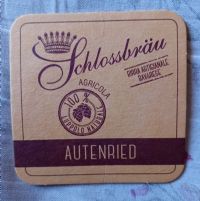 Schlossbräu
BIRRA ARTIGIANALE
BAVARESE
AGRICOLA
100%
LUPPOLO NATURALE
AUTENRIED